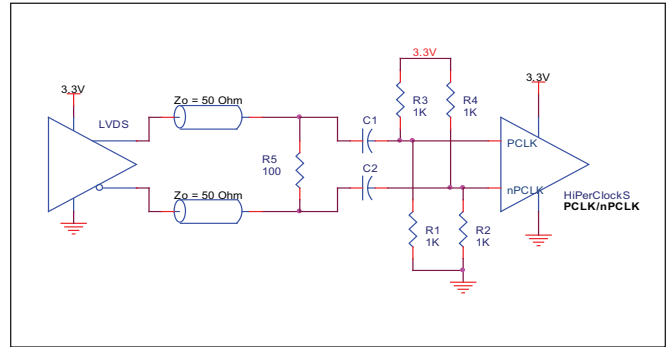 3.3V
3.3V
3.3V
Zo = 50 Ohm
LVDS
C1
R3
1K
R4
1K
PCLK
R5
100
C2
nPCLK
Zo = 50 Ohm
HiPerClockS
PCLK/nPCLK
R1
1K
R2
1K